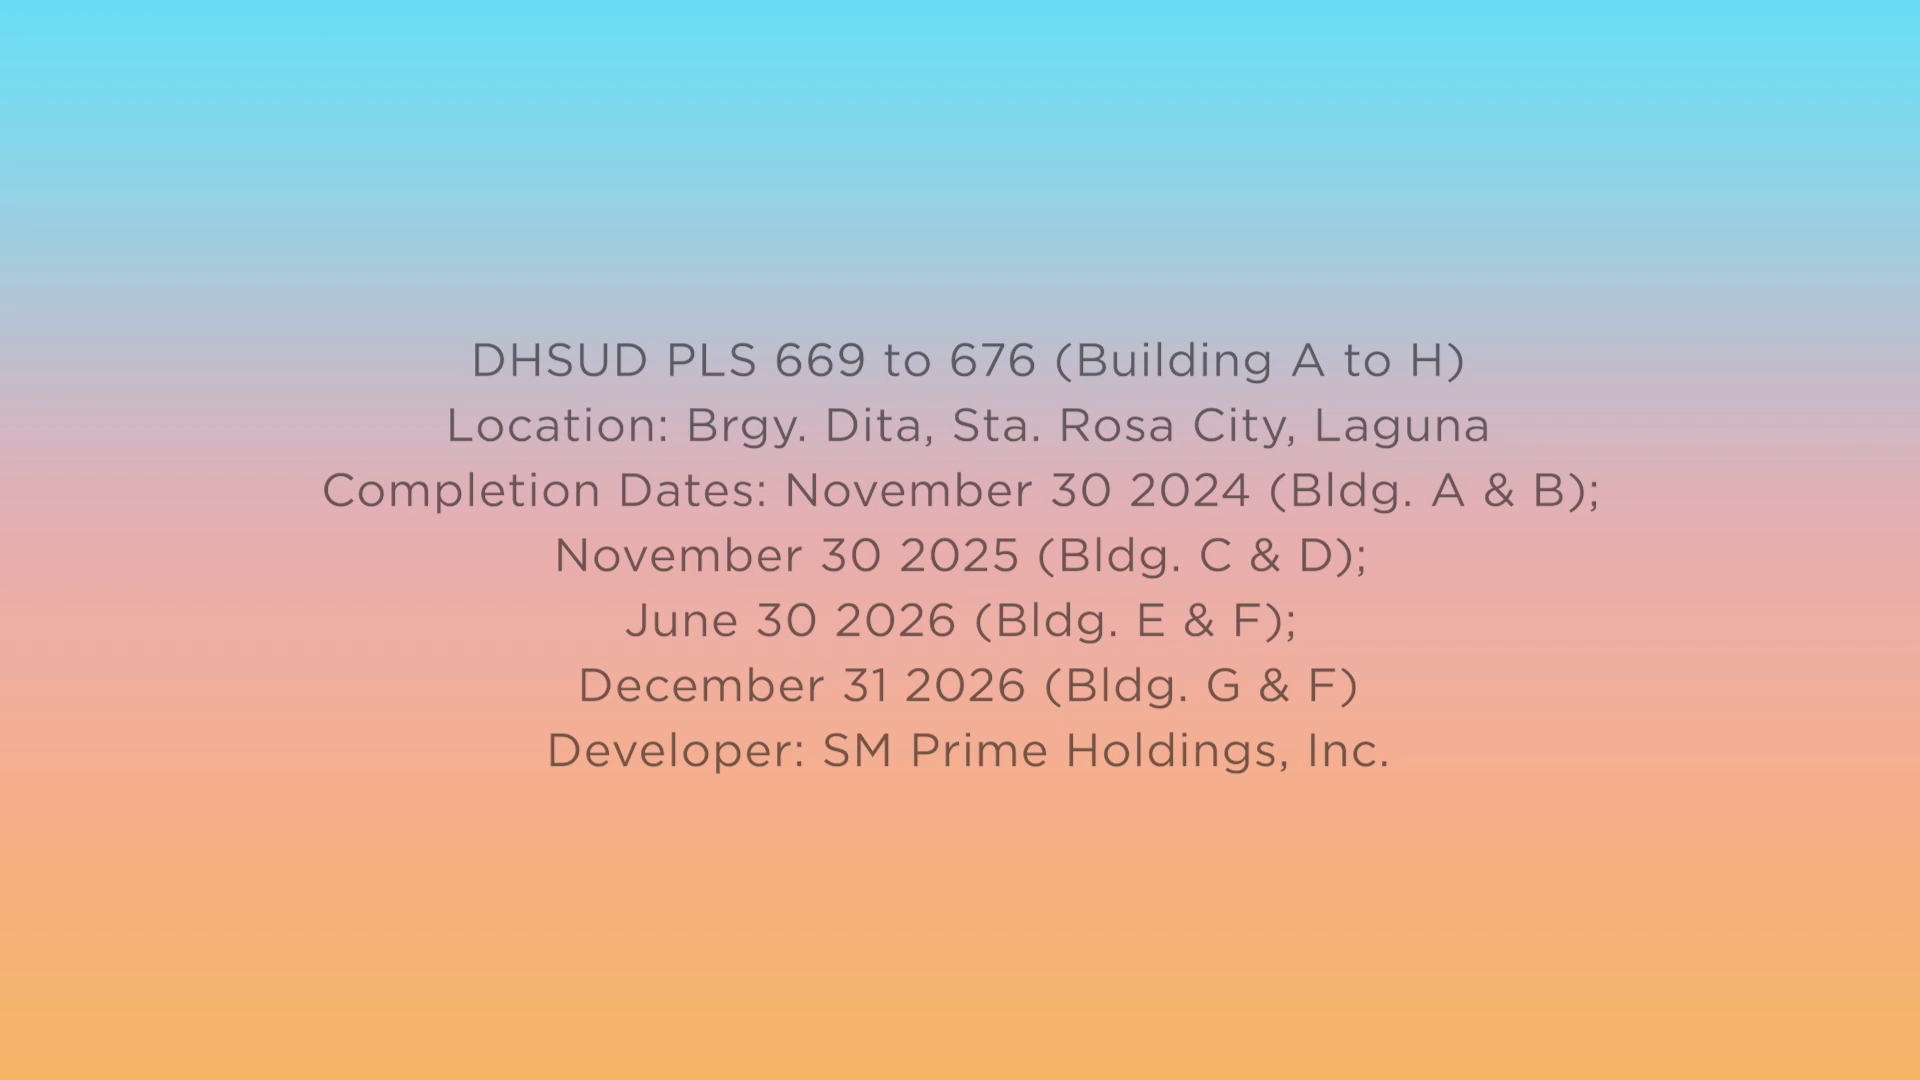 DHSUD PLS 669 to 676 (Building A to H)
Location: Brgy. Dita, Sta. Rosa City, Laguna
Completion Dates: November 30 2024 (Bldg. A & B);
November 30 2025 (Bldg. C & D);
June 30 2026 (Bldg. E & F);
December 31 2026 (Bldg. G & F)
Developer: SM Prime Holdings, Inc.